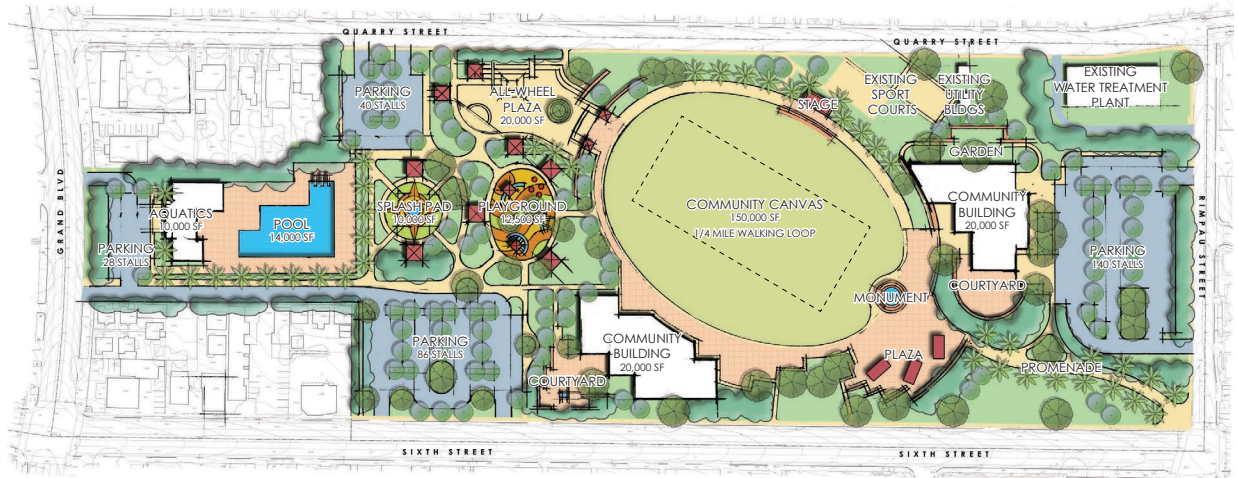 QUARRY STREET
QUARRY STREET
PARKING
40 STALLS
ALL-WHEEL
PLAZA
20,000 SF
STAGE
EXISTING
SPORT
COURTS
EXISTING
UTILITY
BLDGS
EXISTING
WATER TREATMENT
PLANT
GARDEN
GRAND BLVD
AQUATICS
10,000 SF
POOL
14,000 SF
SPLASH PAD
10,000 SF
PLAYGROUND
12,500 SF
COMMUNITY CANVAS
150,000 SF
1/4 MILE WALKING LOOP
COMMUNITY
BUILDING
20,000 SF
PARKING
28 STALLS
PARKING
140 STALLS
RIMPAU STREET
MONUMENT
COURTYARD
PARKING
86 STALLS
COMMUNITY
BUILDING
20,000 SF
COURTYARD
PLAZA
PROMENADE
SIXTH STREET
SIXTH STREET